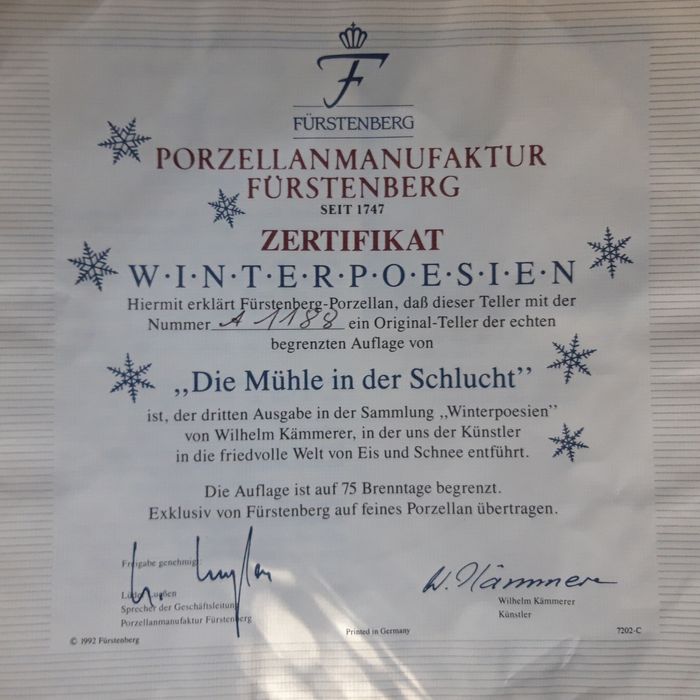 F
FÜRSTENBERG
PORZELLANMANUFAKTUR
FÜRSTENBERG
SEIT 1747
ZERTIFIKAT
W·I·N·T·E·R·P·O·E·S·I·E·N
Hiermit erklärt Fürstenberg-Porzellan, daß dieser Teller mit der
Nummer A 1188 ein Original-Teller der echten
begrenzten Auflage von
„Die Mühle in der Schlucht”
ist, der dritten Ausgabe in der Sammlung „Winterpoesien”
von Wilhelm Kämmerer, in der uns der Künstler
in die friedvolle Welt von Eis und Schnee entführt.
Die Auflage ist auf 75 Brenntage begrenzt.
Exklusiv von Fürstenberg auf feines Porzellan übertragen.
Freigabe genehmigt:
Sprecher der Geschäftsleitung
Porzellanmanufaktur Fürstenberg
W. Kämmerer
Wilhelm Kämmerer
Künstler
© 1992 Fürstenberg
Printed in Germany
7202-C